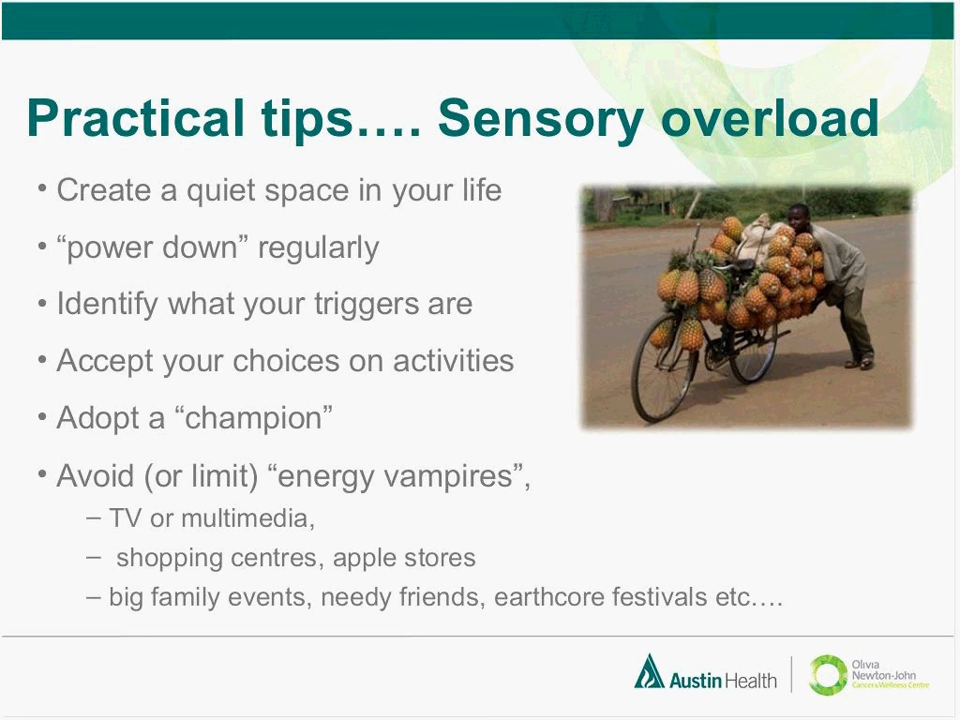 Practical tips…. Sensory overload
• Create a quiet space in your life
• “power down” regularly
• Identify what your triggers are
• Accept your choices on activities
• Adopt a “champion”
• Avoid (or limit) “energy vampires”,
– TV or multimedia,
– shopping centres, apple stores
– big family events, needy friends, earthcore festivals etc….
Austin Health
Olivia
Newton-John
Cancer & Wellness Centre